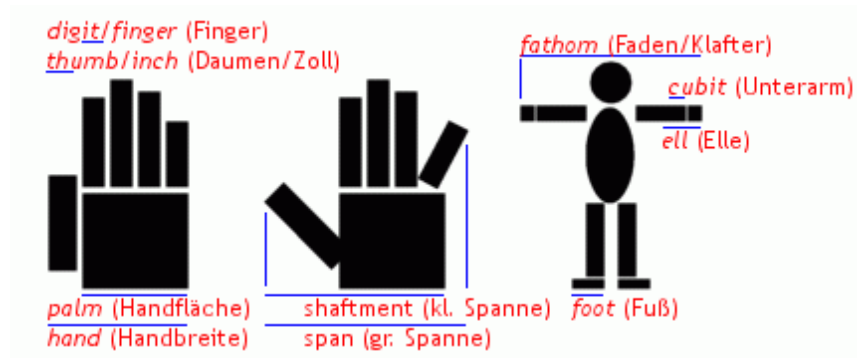 digit/finger (Finger)
thumb/inch (Daumen/Zoll)
fathom (Faden/Klafter)
cubit (Unterarm)
ell (Elle)
palm (Handfläche)
hand (Handbreite)
shaftment (kl. Spanne)
span (gr. Spanne)
foot (Fuß)